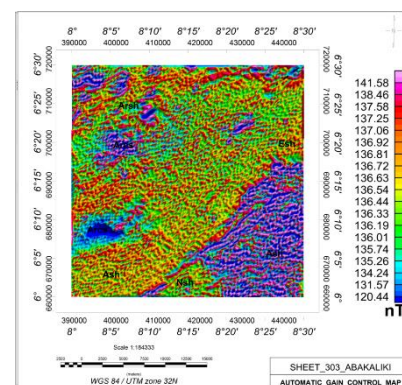 8° 8°5' 8°10' 8°15' 8°20' 8°25' 8°30'
390000 400000 410000 420000 430000 440000
6°30' 720000 720000 6°30'
6°25' 710000 710000 6°25'
6°20' 700000 700000 6°20'
6°15' 690000 690000 6°15'
6°10' 680000 680000 6°10'
6°5' 670000 670000 6°5'
6° 660000 660000 6°
Arsh
Ssh
Ash
Ash
Nsh
390000 400000 410000 420000 430000 440000
8° 8°5' 8°10' 8°15' 8°20' 8°25' 8°30'
141.58
138.46
137.58
137.25
137.06
136.92
136.81
136.72
136.63
136.54
136.44
136.33
136.19
136.01
135.74
135.26
134.24
131.57
120.44
nT
Scale 1:184333
(meters)
WGS 84 / UTM zone 32N
SHEET_303_ABAKALIKI
AUTOMATIC GAIN CONTROL MAP